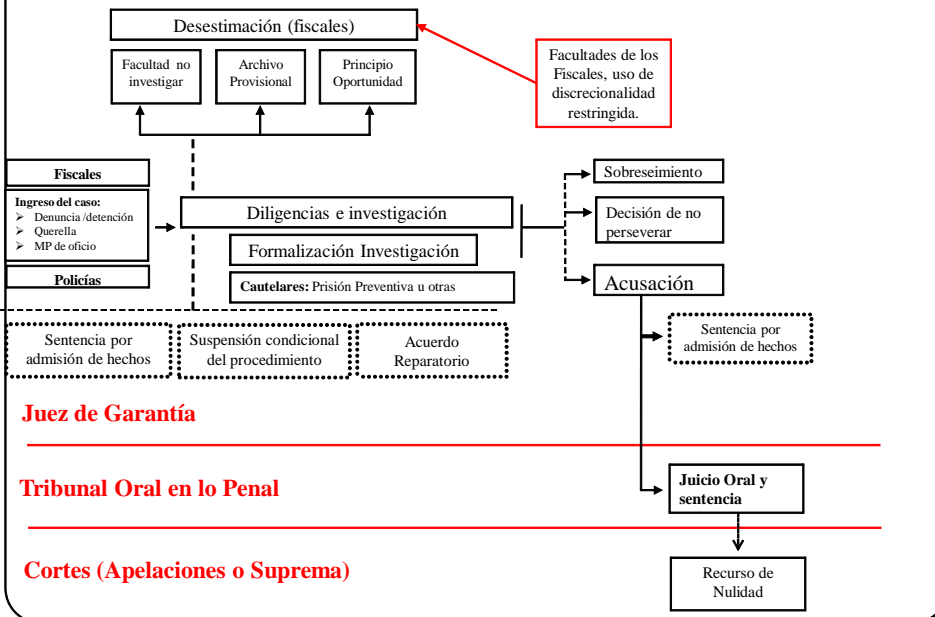 Desestimación (fiscales)
Facultad no
investigar
Archivo
Provisional
Principio
Oportunidad
Facultades de los
Fiscales, uso de
discrecionalidad
restringida.
Fiscales
Ingreso del caso:
➢ Denuncia /detención
➢ Querella
➢ MP de oficio
Policías
Diligencias e investigación
Formalización Investigación
Cautelares: Prisión Preventiva u otras
Sobreseimiento
Decisión de no
perseverar
Acusación
Sentencia por
admisión de hechos
Suspensión condicional
del procedimiento
Acuerdo
Reparatorio
Sentencia por
admisión de hechos
Juez de Garantía
Tribunal Oral en lo Penal
Juicio Oral y
sentencia
Cortes (Apelaciones o Suprema)
Recurso de
Nulidad